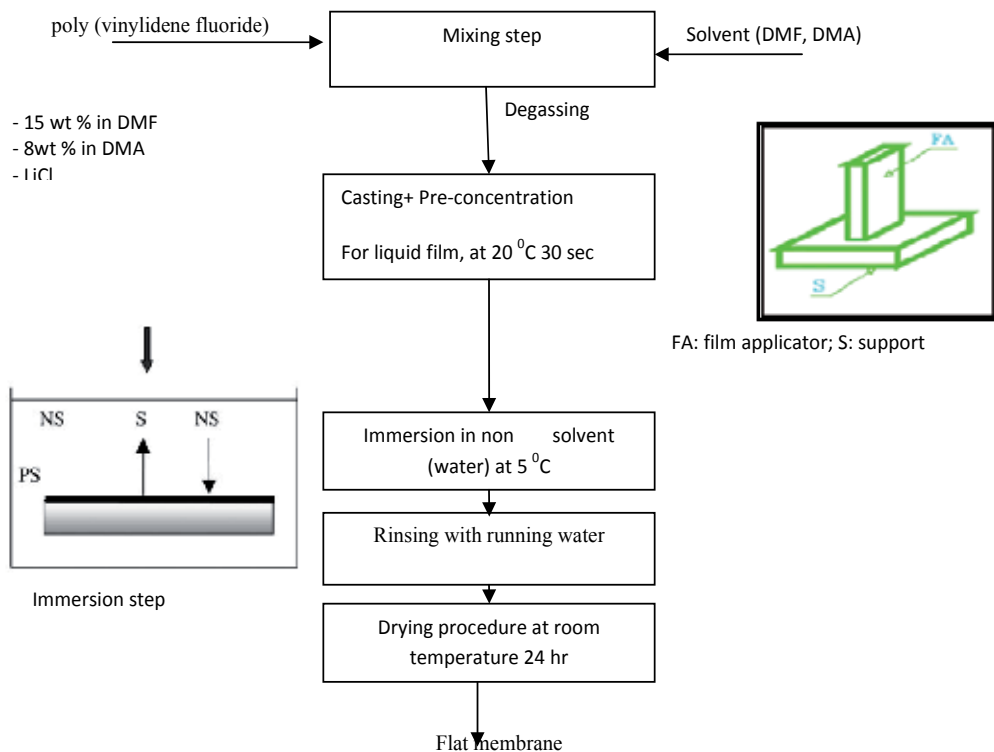 poly (vinylidene fluoride)
Mixing step
Solvent (DMF, DMA)
Degassing
- 15 wt % in DMF
- 8wt % in DMA
- LiCl
Casting+ Pre-concentration
For liquid film, at 20 ⁰C 30 sec
FA
S
FA: film applicator; S: support
NS S NS
PS
Immersion step
Immersion in non solvent
(water) at 5 ⁰C
Rinsing with running water
Drying procedure at room
temperature 24 hr
Flat membrane